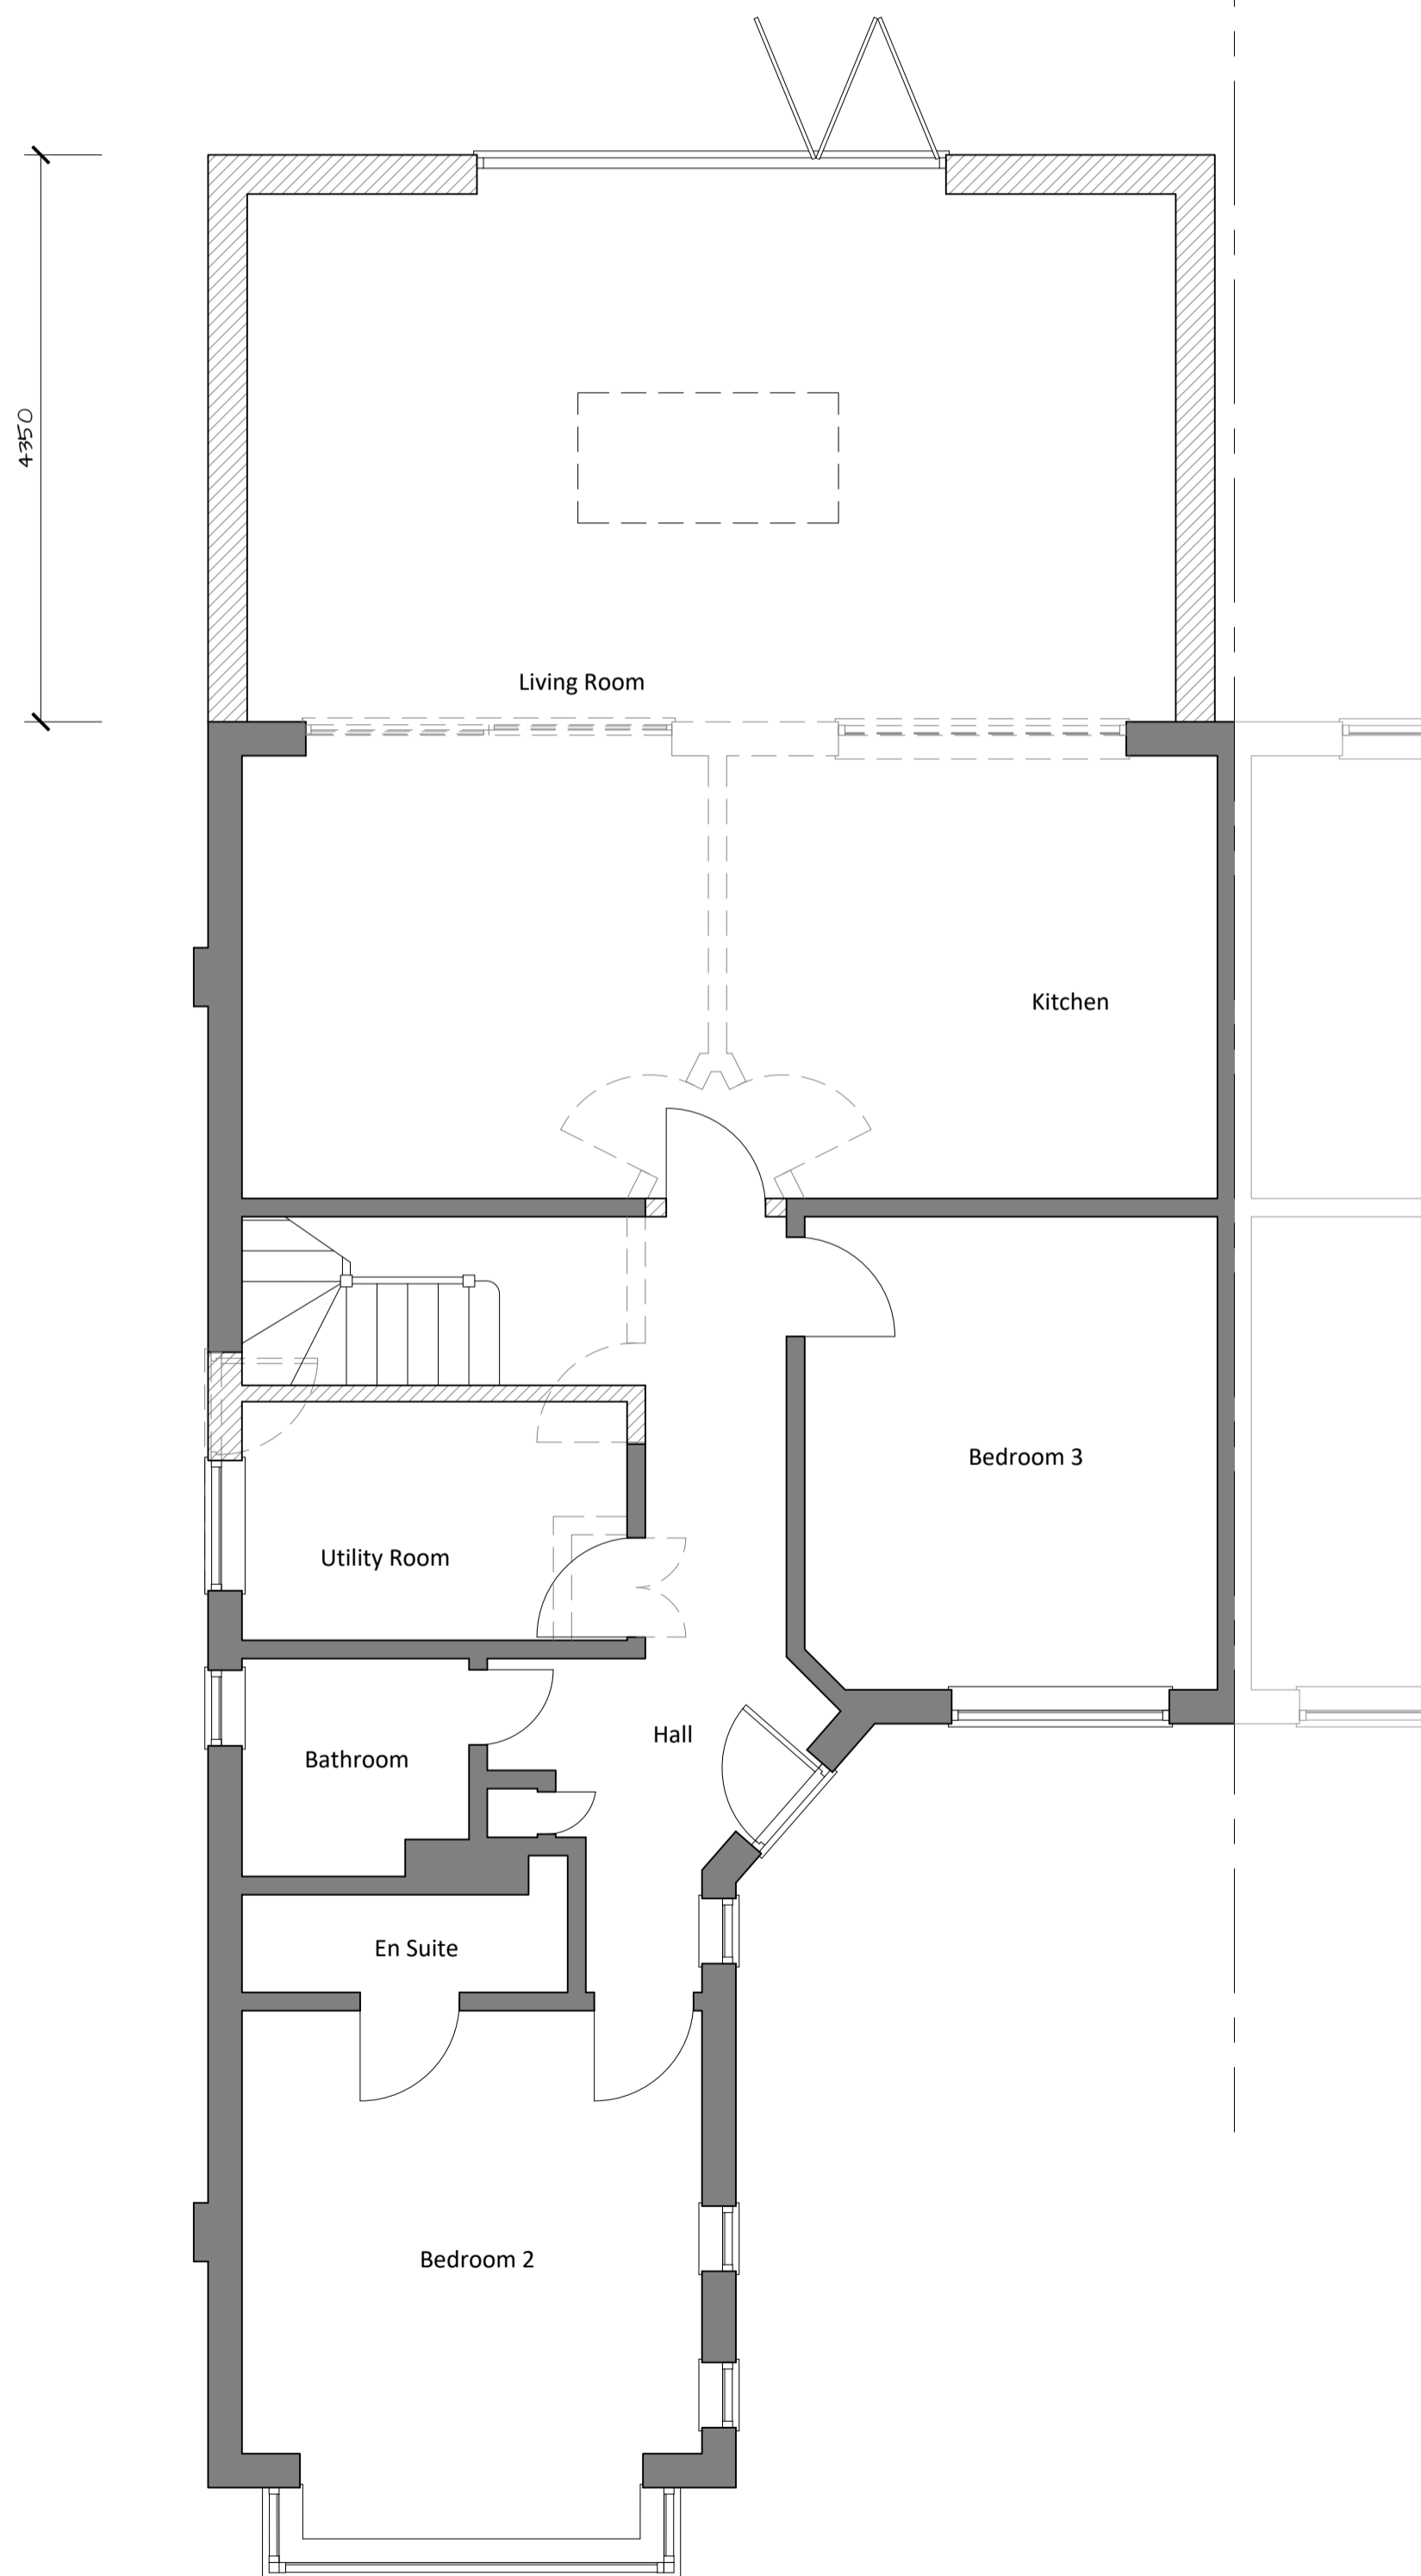 4350
Living Room
Kitchen
Bedroom 3
Utility Room
Hall
Bathroom
En Suite
Bedroom 2